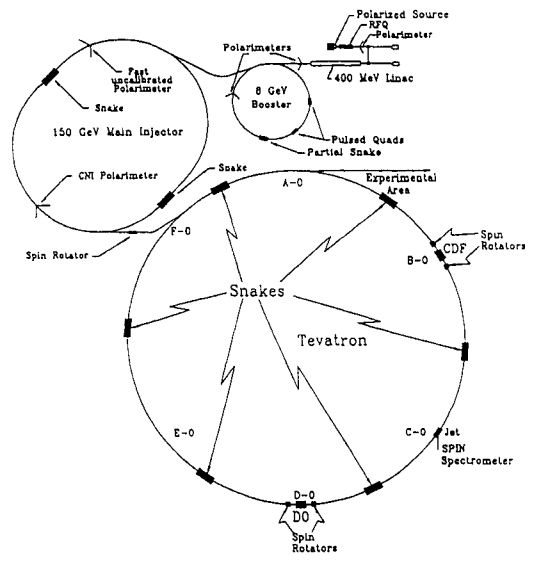 Polarized Source
RFQ
Polarimeter
Polarimeters
400 MeV Linac
8 GeV
Booster
Fast
uncalibrated
Polarimeter
Snake
150 GeV Main Injector
Pulsed Quads
Partial Snake
CNI Polarimeter
Snake
A-0
Experimental
Area
F-0
Spin Rotator
Spin
Rotators
CDF
B-0
Snakes
Tevatron
E-0
C-0
Jet
SPIN
Spectrometer
D-0
D0
Spin
Rotators